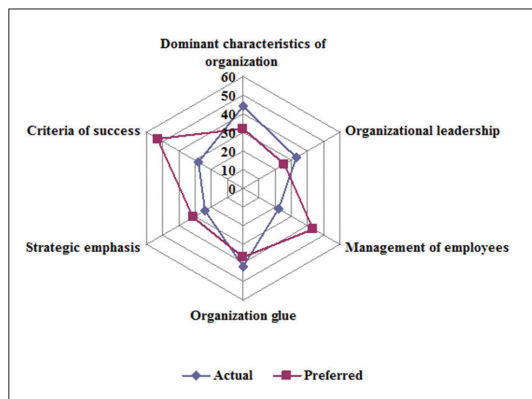 Dominant characteristics of
organization
60
50
40
30
20
10
0
Criteria of success
Organizational leadership
Strategic emphasis
Management of employees
Organization glue
Actual
Preferred